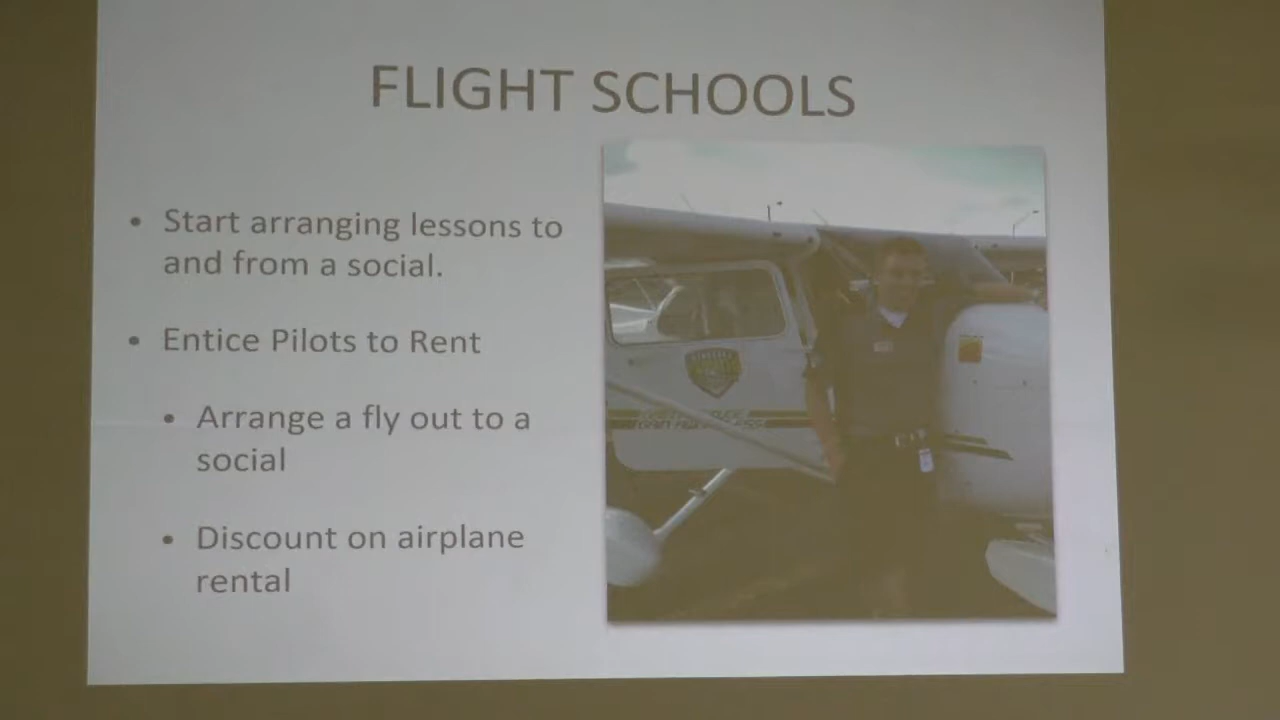 FLIGHT SCHOOLS
• Start arranging lessons to
and from a social.
• Entice Pilots to Rent
• Arrange a fly out to a
social
• Discount on airplane
rental